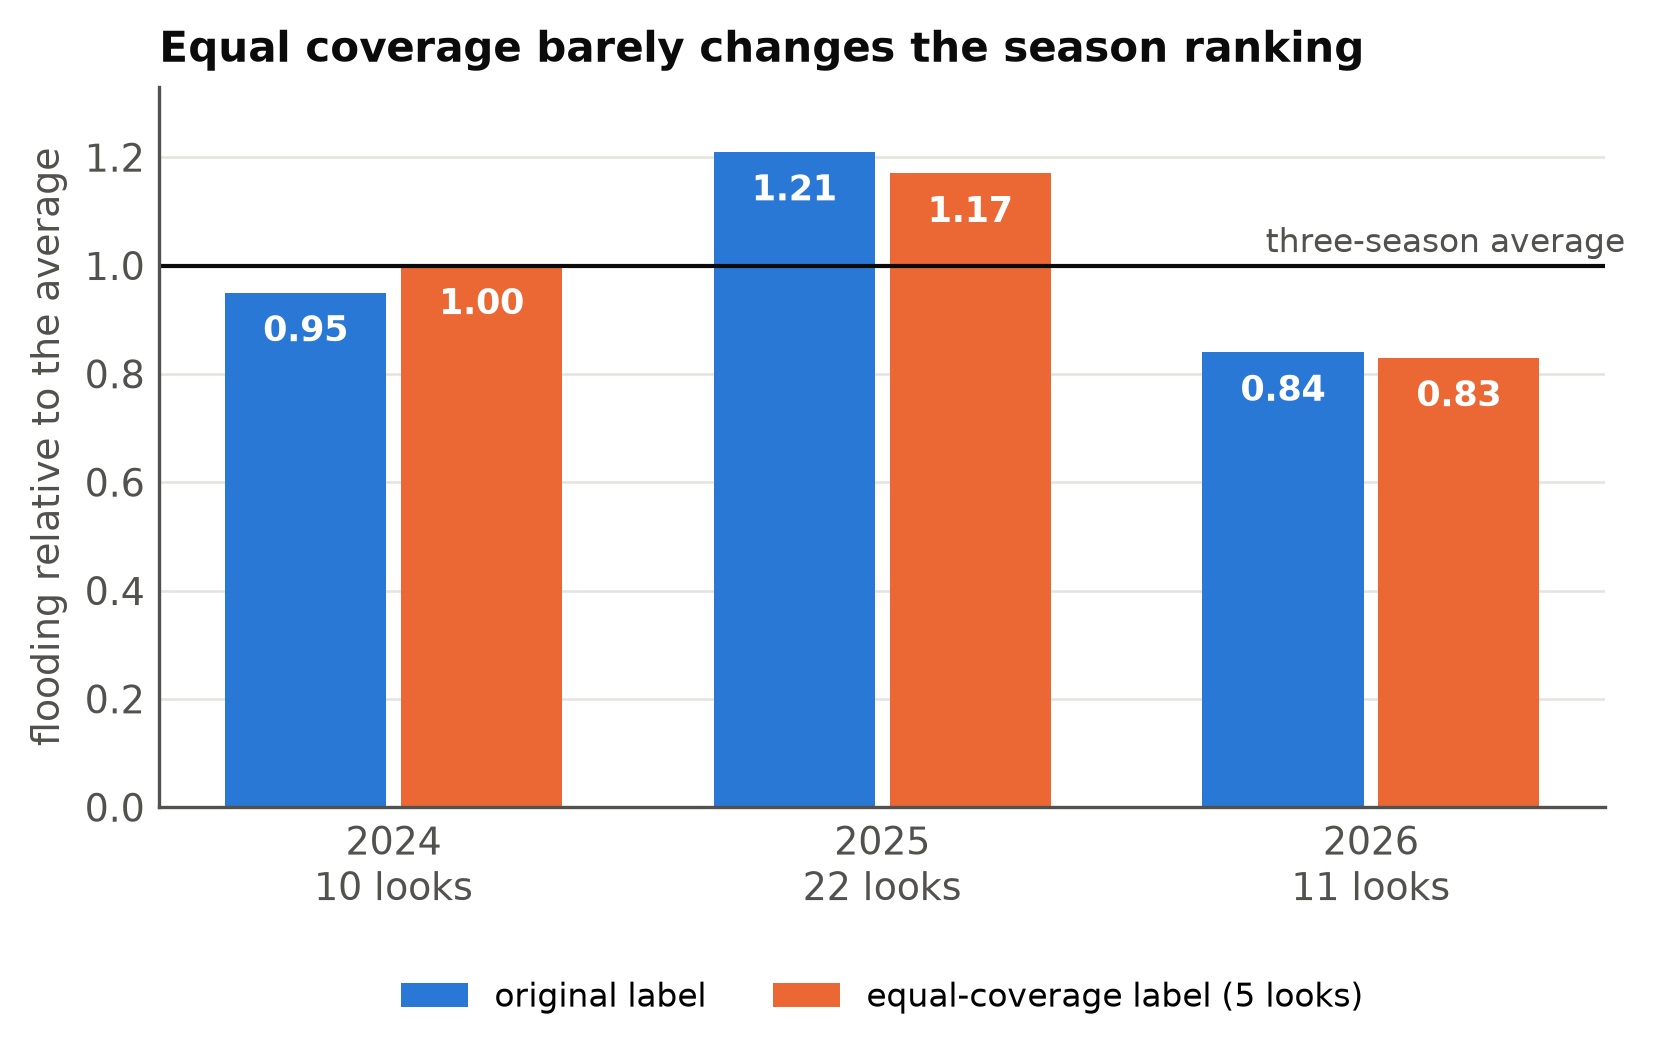 Equal coverage barely changes the season ranking
flooding relative to the average
1.2
1.0
0.8
0.6
0.4
0.2
0.0
three-season average
0.95
1.00
1.21
1.17
0.84
0.83
2024
10 looks
2025
22 looks
2026
11 looks
original label
equal-coverage label (5 looks)